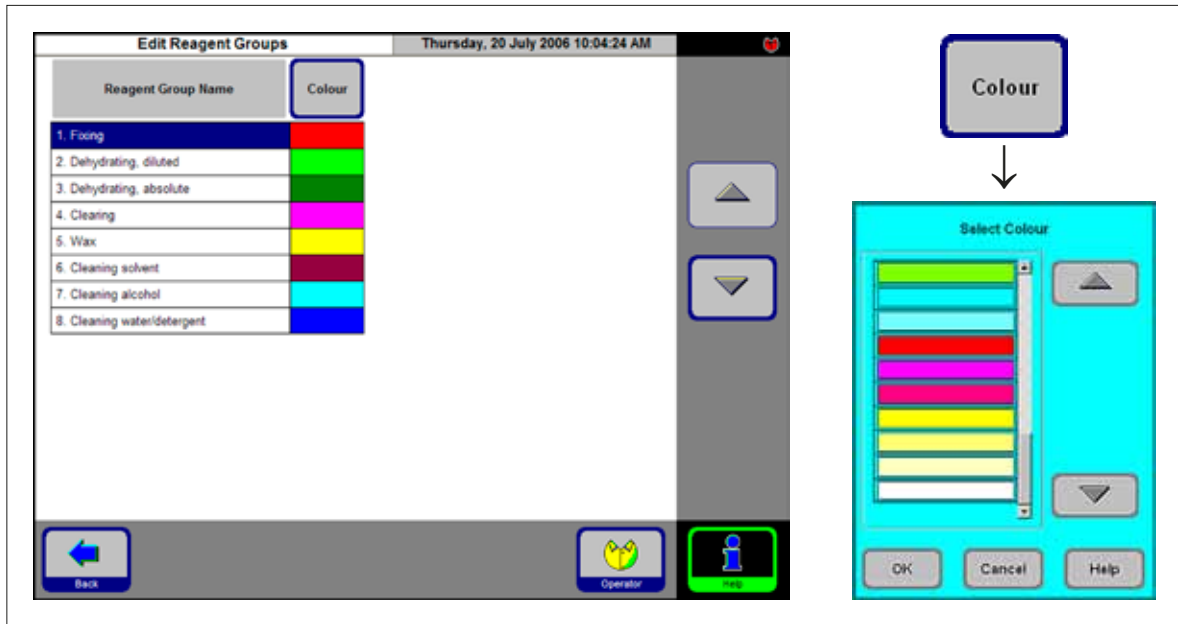 Edit Reagent Groups
Thursday, 20 July 2006 10:04:24 AM
Reagent Group Name
Colour
1. Fixing
2. Dehydrating, diluted
3. Dehydrating, absolute
4. Clearing
5. Wax
6. Cleaning solvent
7. Cleaning alcohol
8. Cleaning water/detergent
Back
Operator
Help
Colour
Select Colour
OK
Cancel
Help